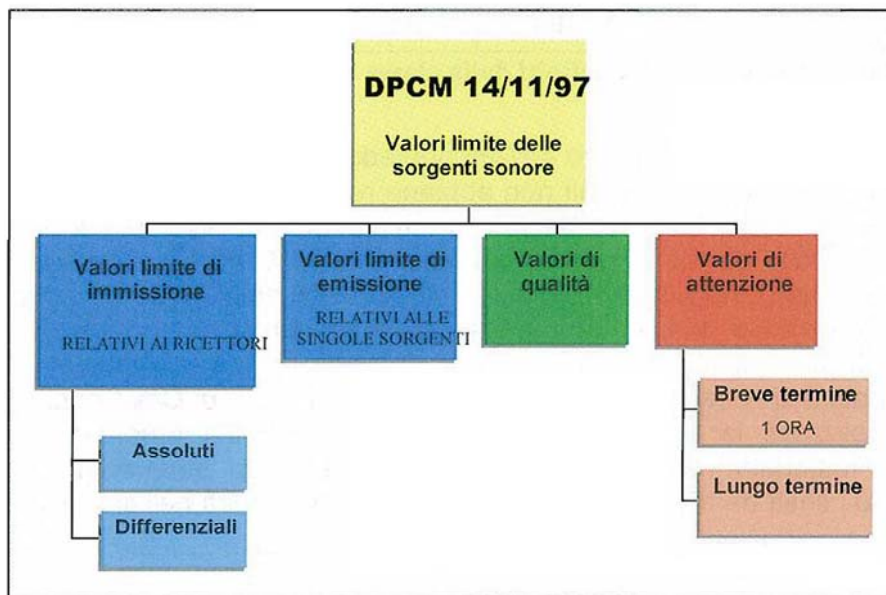 DPCM 14/11/97
Valori limite delle
sorgenti sonore
Valori limite di
immissione
RELATIVI AI RICETTORI
Assoluti
Differenziali
Valori limite di
emissione
RELATIVI ALLE
SINGOLE SORGENTI
Valori di
qualità
Valori di
attenzione
Breve termine
1 ORA
Lungo termine